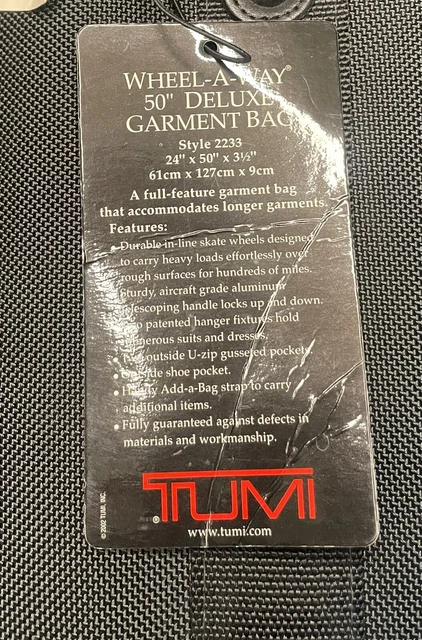 WHEEL-A-WAY®
50" DELUXE
GARMENT BAG
Style 2233
24" x 50" x 3½"
61cm x 127cm x 9cm
A full-feature garment bag
that accommodates longer garments.
Features:
• Durable in-line skate wheels designed
to carry heavy loads effortlessly over
rough surfaces for hundreds of miles.
Sturdy, aircraft grade aluminum
telescoping handle locks up and down.
patented hanger fixtures hold
numerous suits and dresses.
outside U-zip gusseted pockets.
shoe pocket.
• Handy Add-a-Bag strap to carry
additional items.
• Fully guaranteed against defects in
materials and workmanship.
© 2002 TUMI, INC.
®TUMI
www.tumi.com